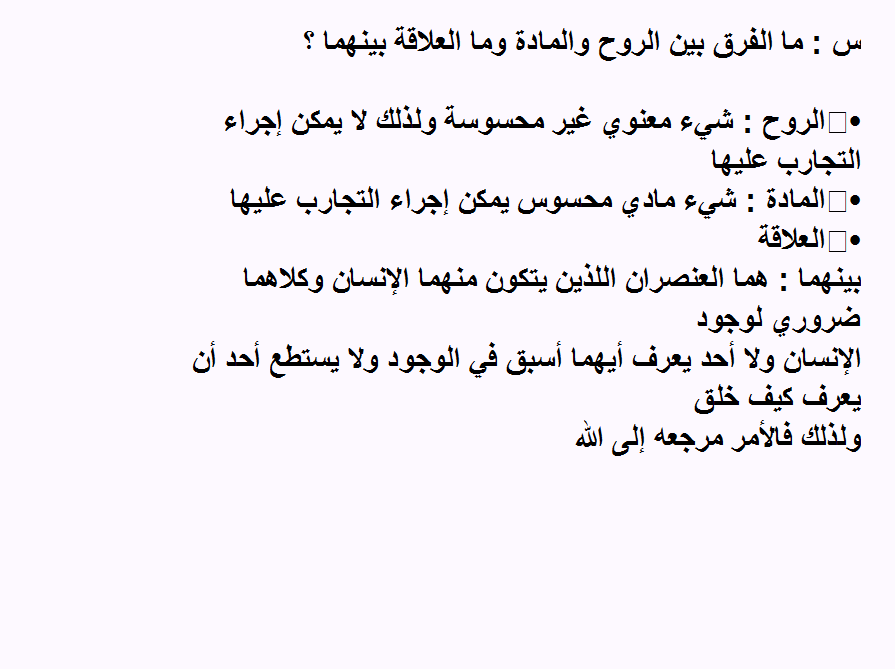 س : ما الفرق بين الروح والمادة وما العلاقة بينهما ؟
•الروح : شيء معنوي غير محسوسة ولذلك لا يمكن إجراء
التجارب عليها
•المادة : شيء مادي محسوس يمكن إجراء التجارب عليها
•العلاقة
بينهما : هما العنصران اللذين يتكون منهما الإنسان وكلاهما
ضروري لوجود
الإنسان ولا أحد يعرف أيهما أسبق في الوجود ولا يستطع أحد أن
يعرف كيف خلق
ولذلك فالأمر مرجعه إلى الله